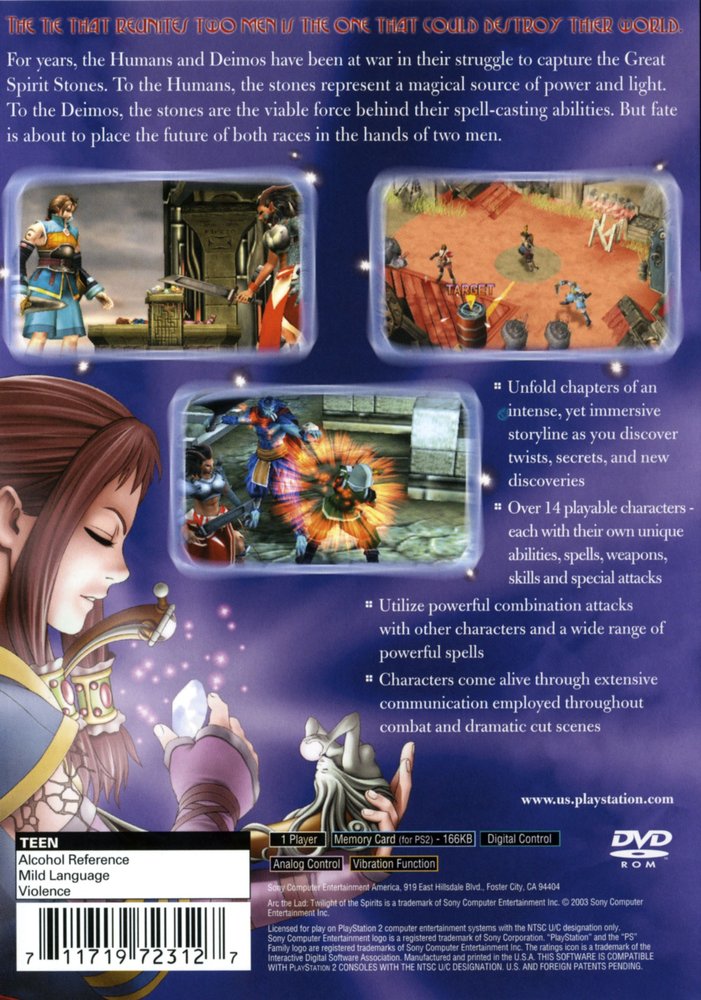 THE TIE THAT REUNITES TWO MEN IS THE ONE THAT COULD DESTROY THIER WORLD.
For years, the Humans and Deimos have been at war in their struggle to capture the Great
Spirit Stones. To the Humans, the stones represent a magical source of power and light.
To the Deimos, the stones are the viable force behind their spell-casting abilities. But fate
is about to place the future of both races in the hands of two men.
TARGET
Unfold chapters of an
intense, yet immersive
storyline as you discover
twists, secrets, and new
discoveries
Over 14 playable characters -
each with their own unique
abilities, spells, weapons,
skills and special attacks
Utilize powerful combination attacks
with other characters and a wide range of
powerful spells
Characters come alive through extensive
communication employed throughout
combat and dramatic cut scenes
www.us.playstation.com
TEEN
Alcohol Reference
Mild Language
Violence
1 Player
Memory Card (for PS2) - 166KB
Digital Control
Analog Control
Vibration Function
DVD
ROM
Sony Computer Entertainment America, 919 East Hillsdale Blvd., Foster City, CA 94404
Arc the Lad: Twilight of the Spirits is a trademark of Sony Computer Entertainment Inc. © 2003 Sony Computer
Entertainment Inc.
Licensed for play on PlayStation 2 computer entertainment systems with the NTSC U/C designation only.
Sony Computer Entertainment logo is a registered trademark of Sony Corporation. "PlayStation" and the "PS"
Family logo are registered trademarks of Sony Computer Entertainment Inc. The ratings icon is a trademark of the
Interactive Digital Software Association. Manufactured and printed in the U.S.A. THIS SOFTWARE IS COMPATIBLE
WITH PLAYSTATION 2 CONSOLES WITH THE NTSC U/C DESIGNATION. U.S. AND FOREIGN PATENTS PENDING.
7 11719 72312 7